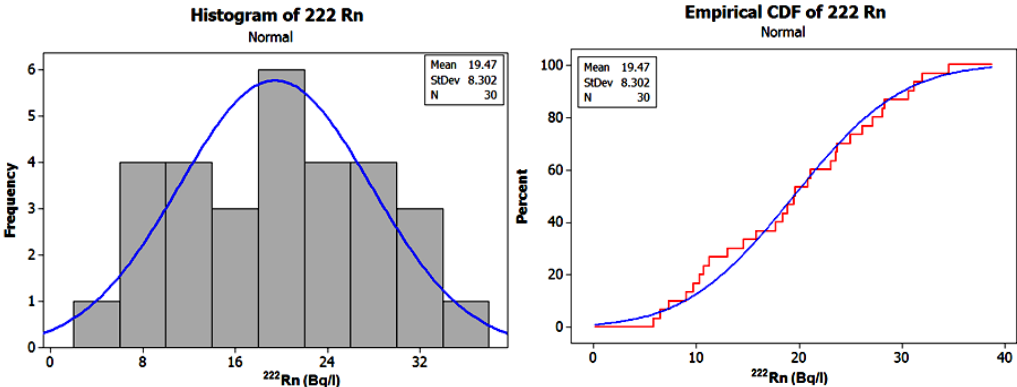 Histogram of 222 Rn
Normal
Mean 19.47
StDev 8.302
N 30
6
5
4
3
2
1
0
Frequency
0 8 16 24 32
²²²Rn (Bq/l)
Empirical CDF of 222 Rn
Normal
Mean 19.47
StDev 8.302
N 30
100
80
60
40
20
0
Percent
0 10 20 30 40
²²²Rn (Bq/l)